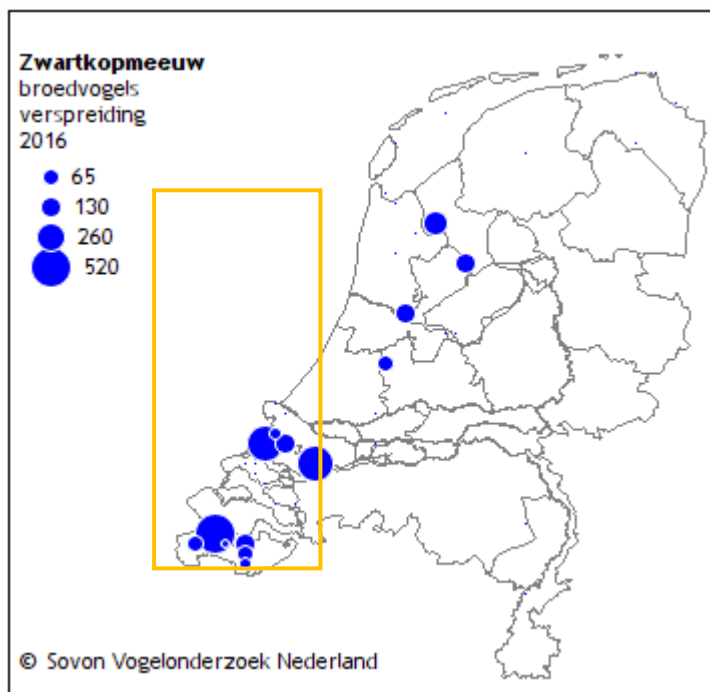 Zwartkopmeeuw
broedvogels
verspreiding
2016
65
130
260
520
© Sovon Vogelonderzoek Nederland